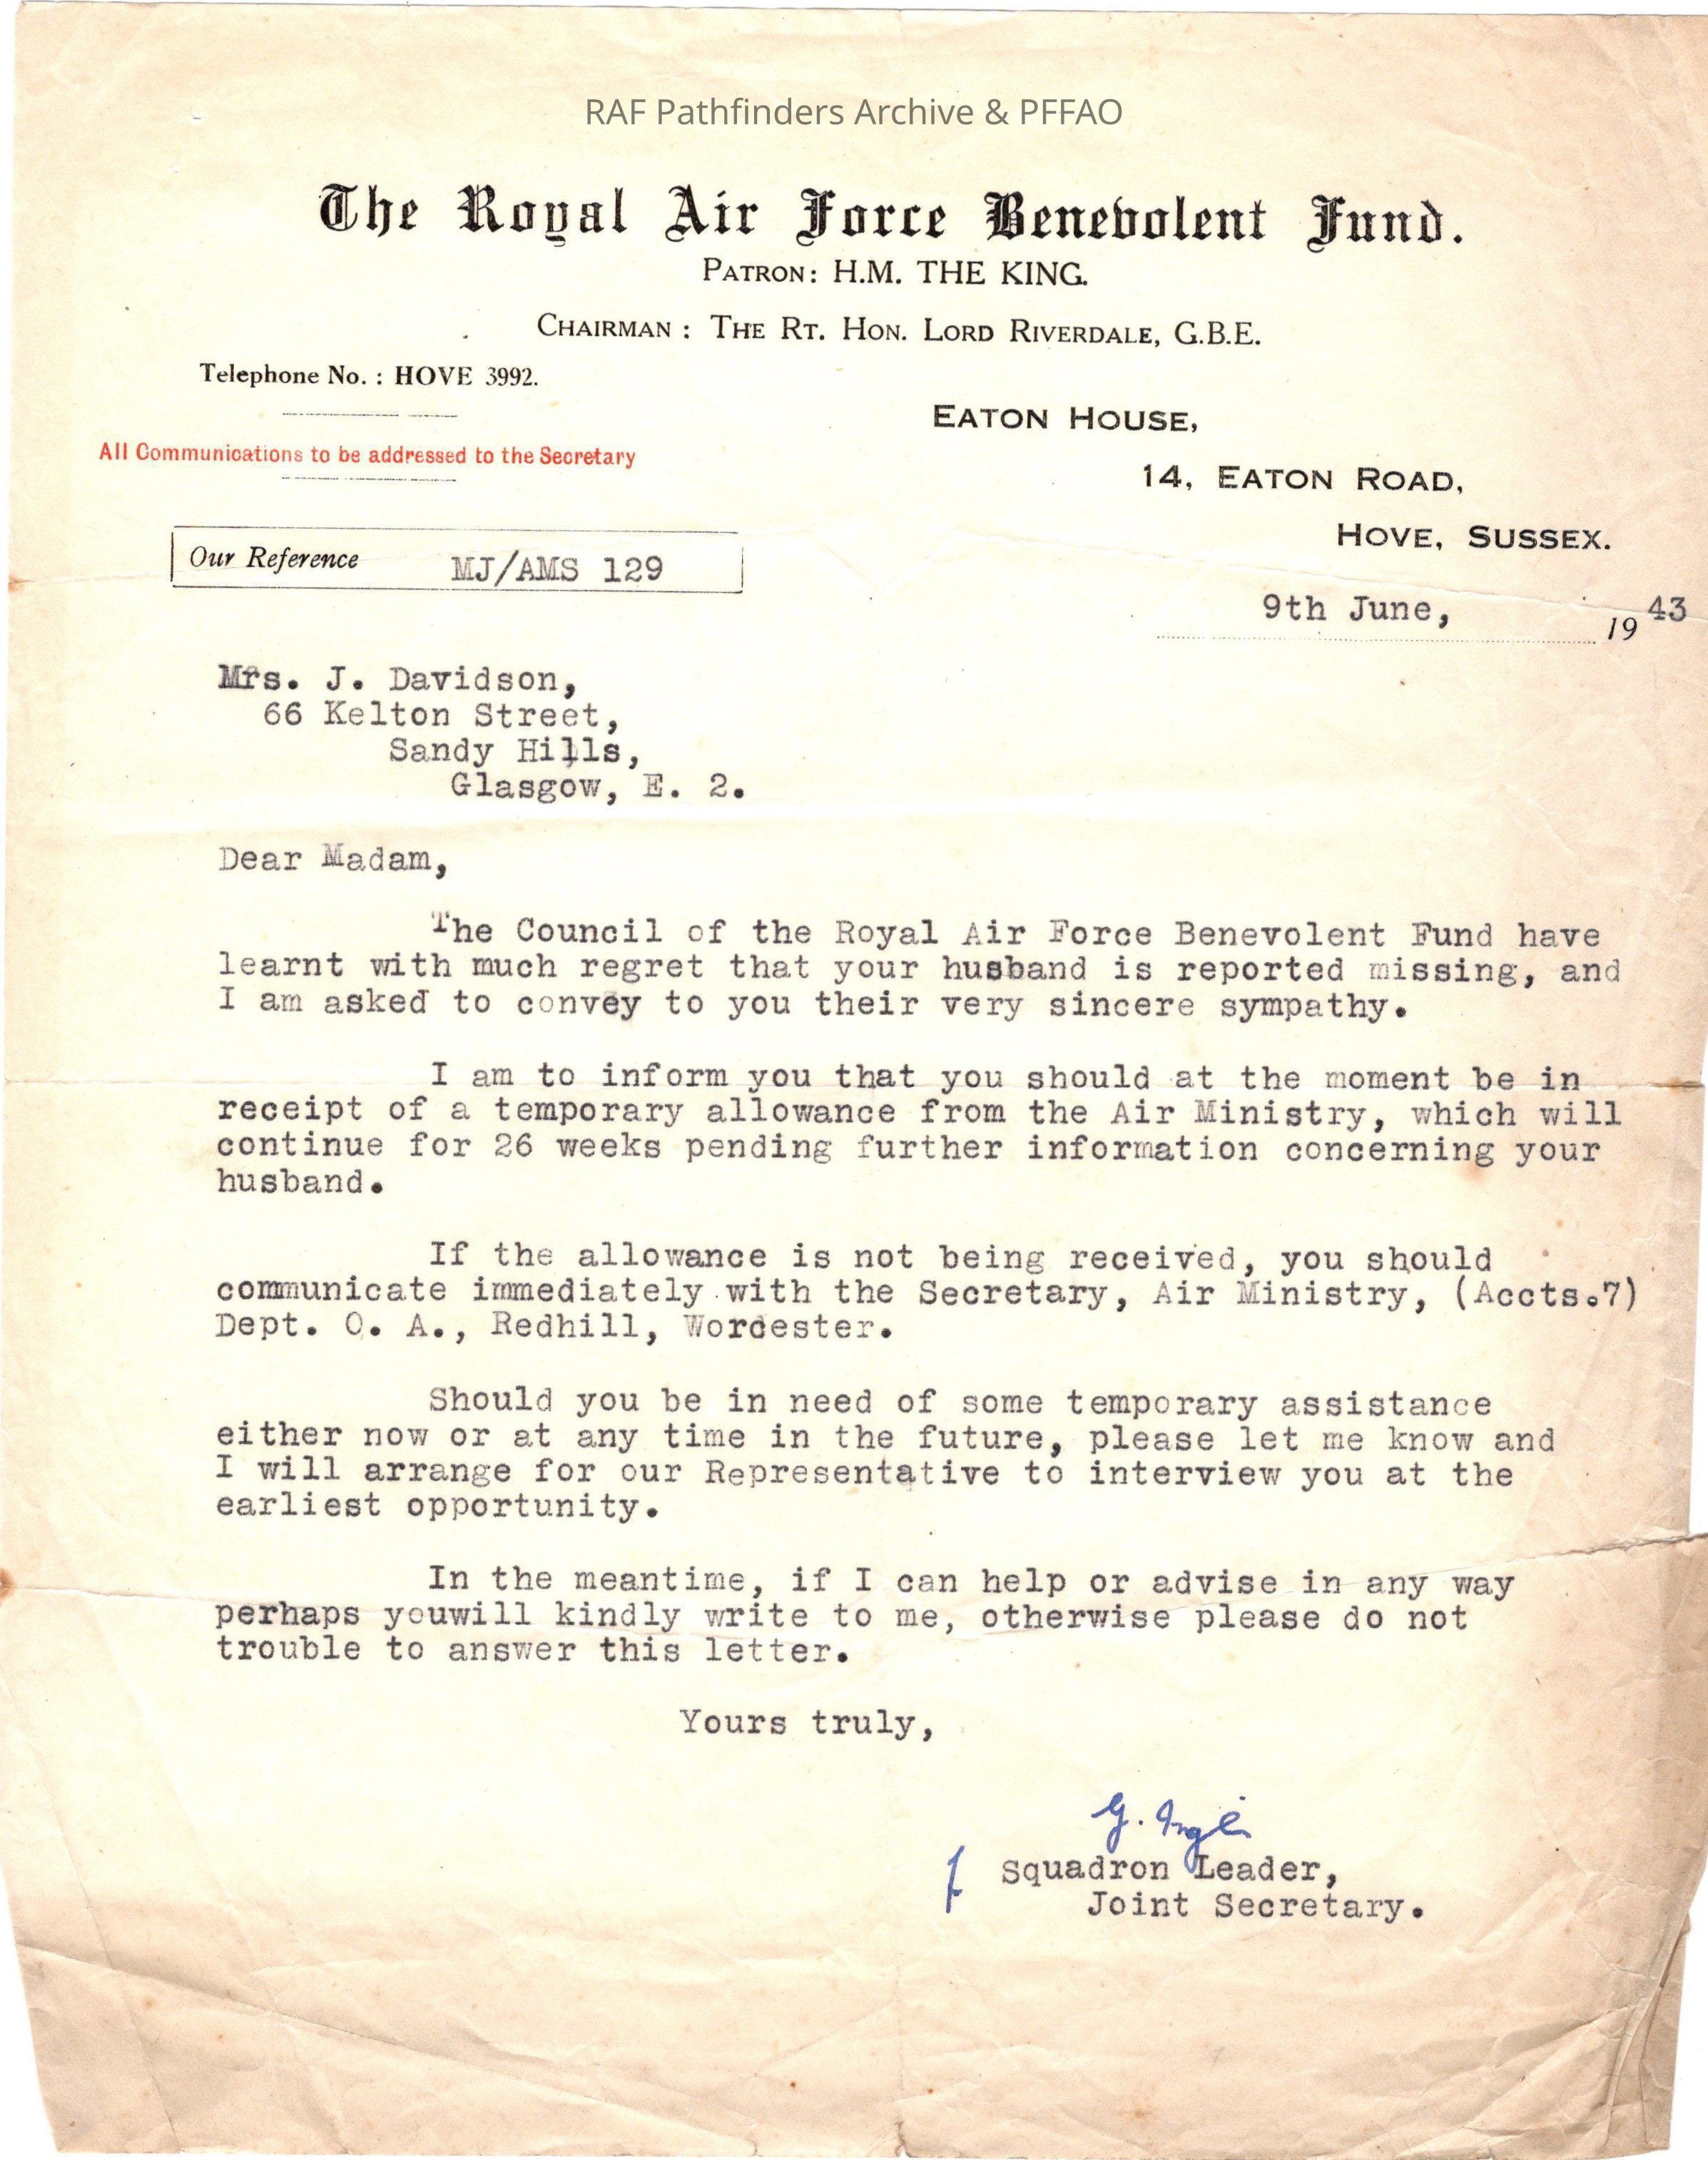 RAF Pathfinders Archive & PFFAO
The Royal Air Force Benevolent Fund.
PATRON: H.M. THE KING.
CHAIRMAN : THE RT. HON. LORD RIVERDALE, G.B.E.
Telephone No. : HOVE 3992.
EATON HOUSE,
All Communications to be addressed to the Secretary
14, EATON ROAD,
HOVE, SUSSEX.
Our Reference MJ/AMS 129
9th June, 1943
Mrs. J. Davidson,
66 Kelton Street,
Sandy Hills,
Glasgow, E. 2.
Dear Madam,
The Council of the Royal Air Force Benevolent Fund have
learnt with much regret that your husband is reported missing, and
I am asked to convey to you their very sincere sympathy.
I am to inform you that you should at the moment be in
receipt of a temporary allowance from the Air Ministry, which will
continue for 26 weeks pending further information concerning your
husband.
If the allowance is not being received, you should
communicate immediately with the Secretary, Air Ministry, (Accts.7)
Dept. O. A., Redhill, Worcester.
Should you be in need of some temporary assistance
either now or at any time in the future, please let me know and
I will arrange for our Representative to interview you at the
earliest opportunity.
In the meantime, if I can help or advise in any way
perhaps youwill kindly write to me, otherwise please do not
trouble to answer this letter.
Yours truly,
G.
Squadron Leader,
Joint Secretary.